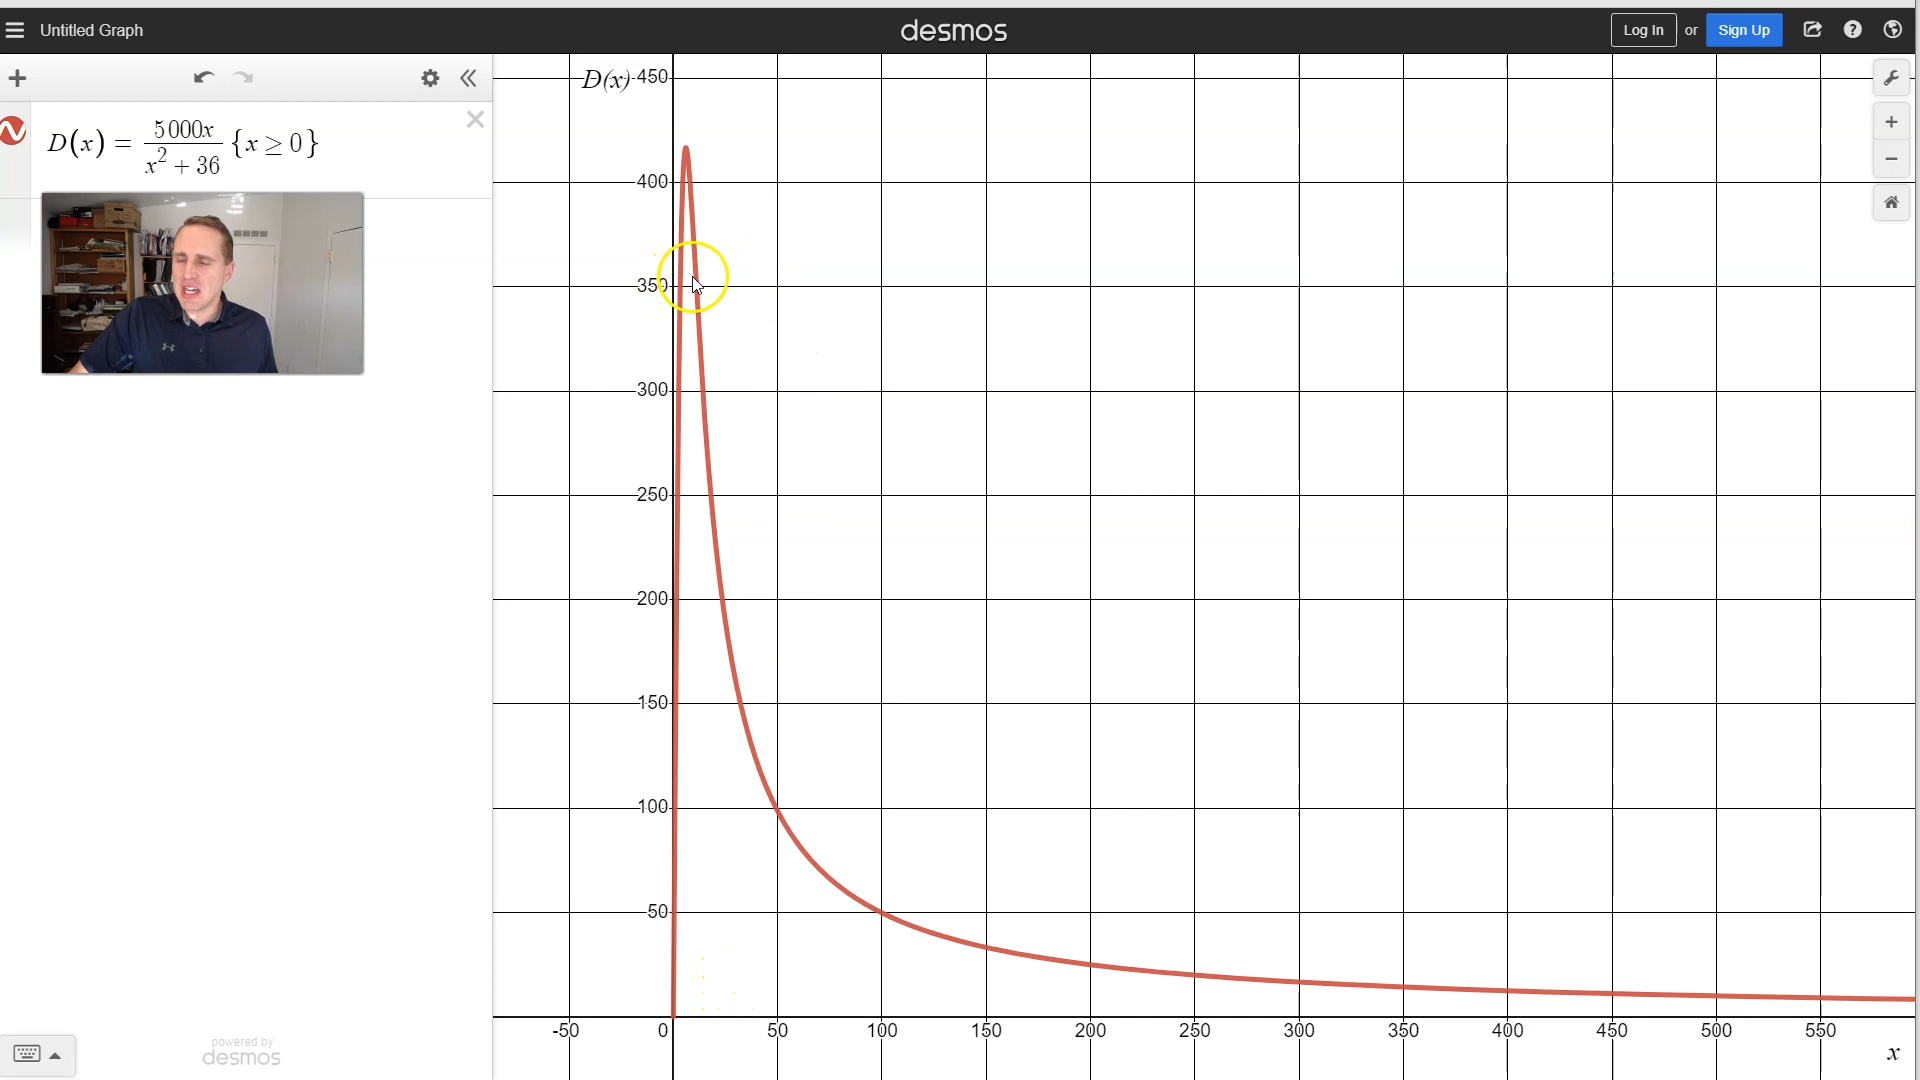 Untitled Graph
desmos
Log In or Sign Up
D(x) = 5000x / x² + 36 {x ≥ 0}
D(x)
450
400
350
300
250
200
150
100
50
-50 0 50 100 150 200 250 300 350 400 450 500 550
x
powered by
desmos